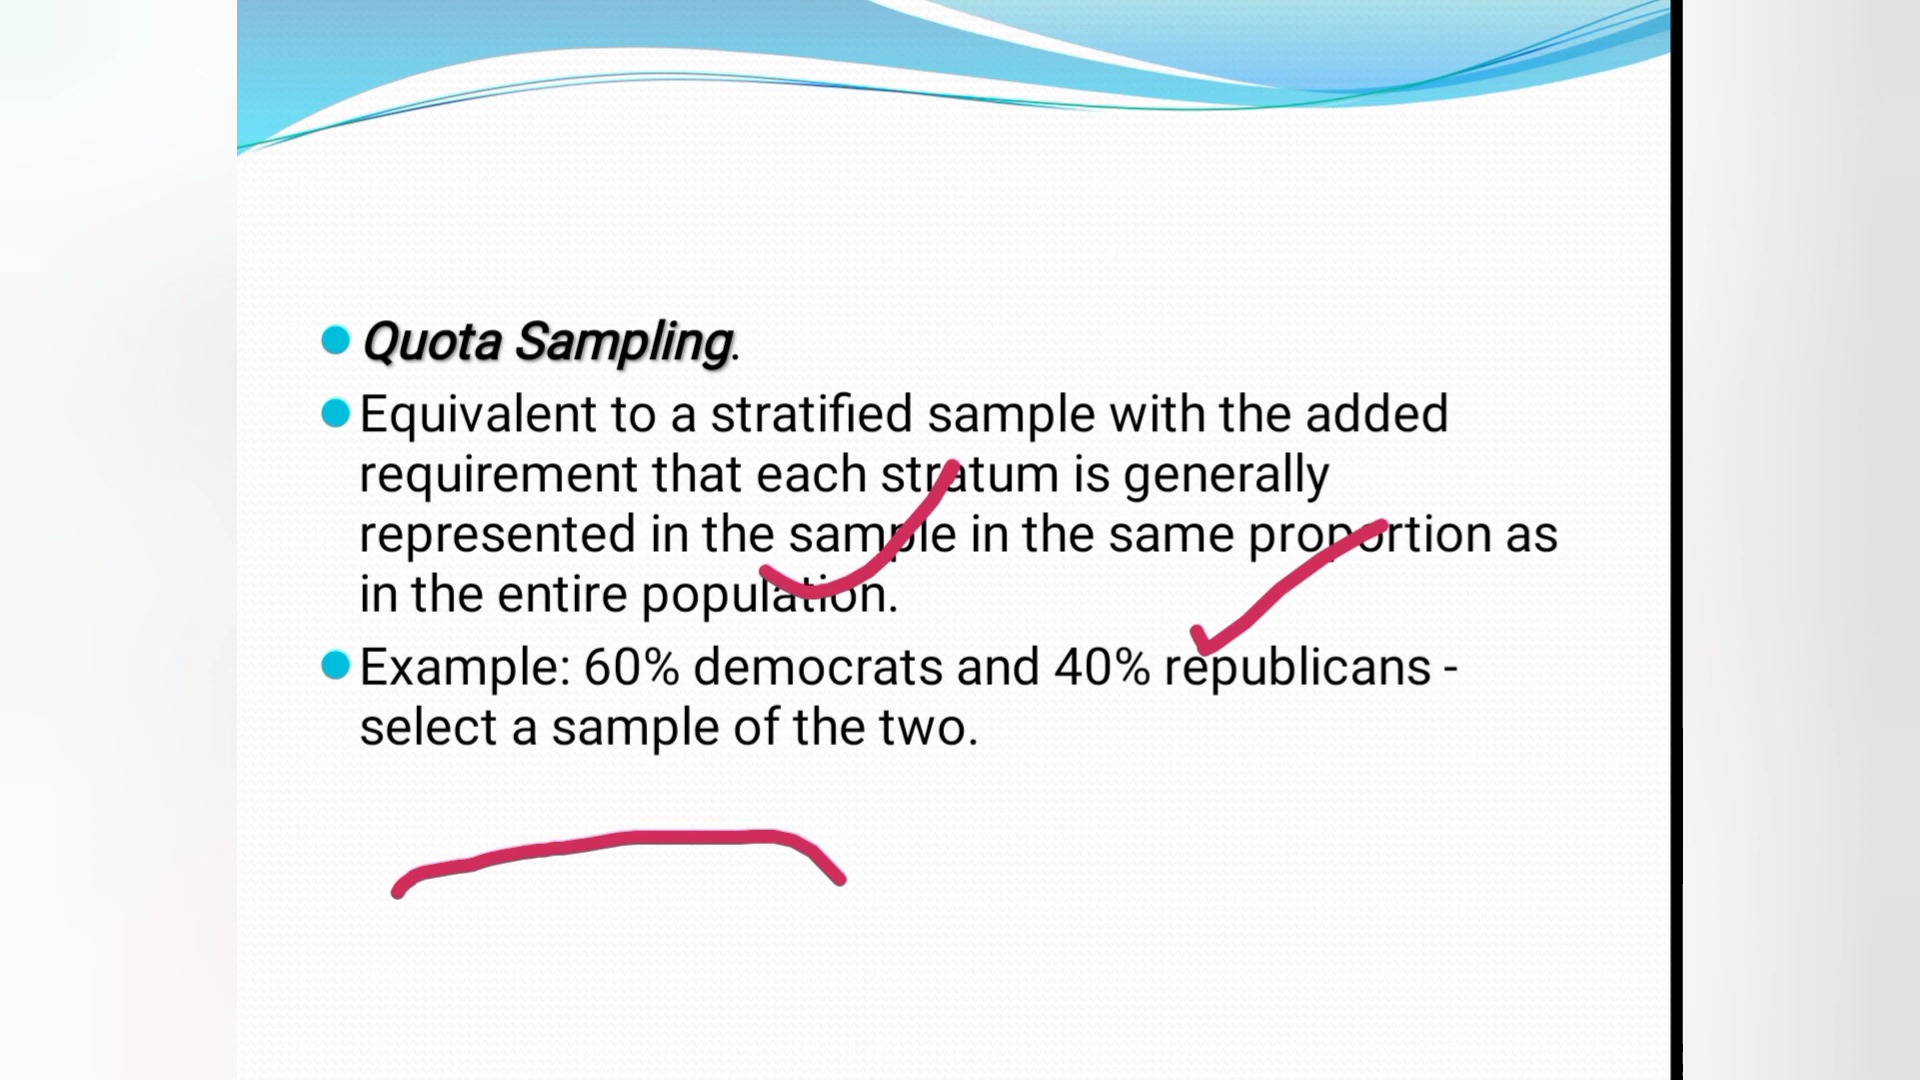 Quota Sampling.
Equivalent to a stratified sample with the added
requirement that each stratum is generally
represented in the sample in the same proportion as
in the entire population.
Example: 60% democrats and 40% republicans -
select a sample of the two.